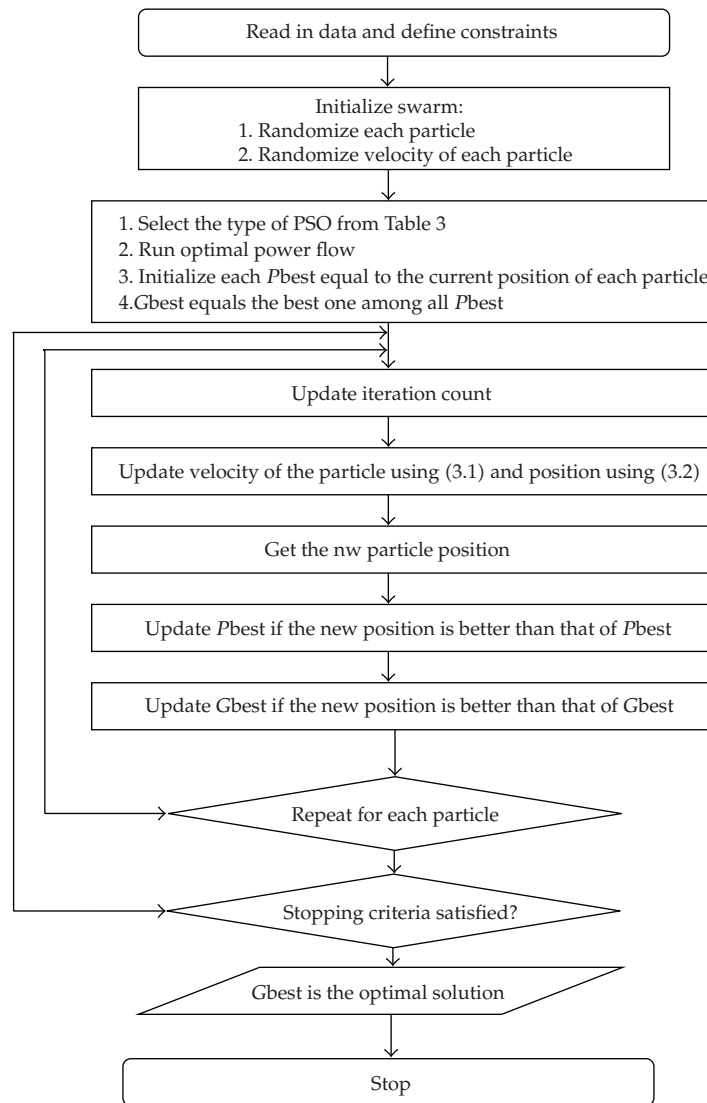 Read in data and define constraints
Initialize swarm:
1. Randomize each particle
2. Randomize velocity of each particle
1. Select the type of PSO from Table 3
2. Run optimal power flow
3. Initialize each Pbest equal to the current position of each particle
4.Gbest equals the best one among all Pbest
Update iteration count
Update velocity of the particle using (3.1) and position using (3.2)
Get the nw particle position
Update Pbest if the new position is better than that of Pbest
Update Gbest if the new position is better than that of Gbest
Repeat for each particle
Stopping criteria satisfied?
Gbest is the optimal solution
Stop